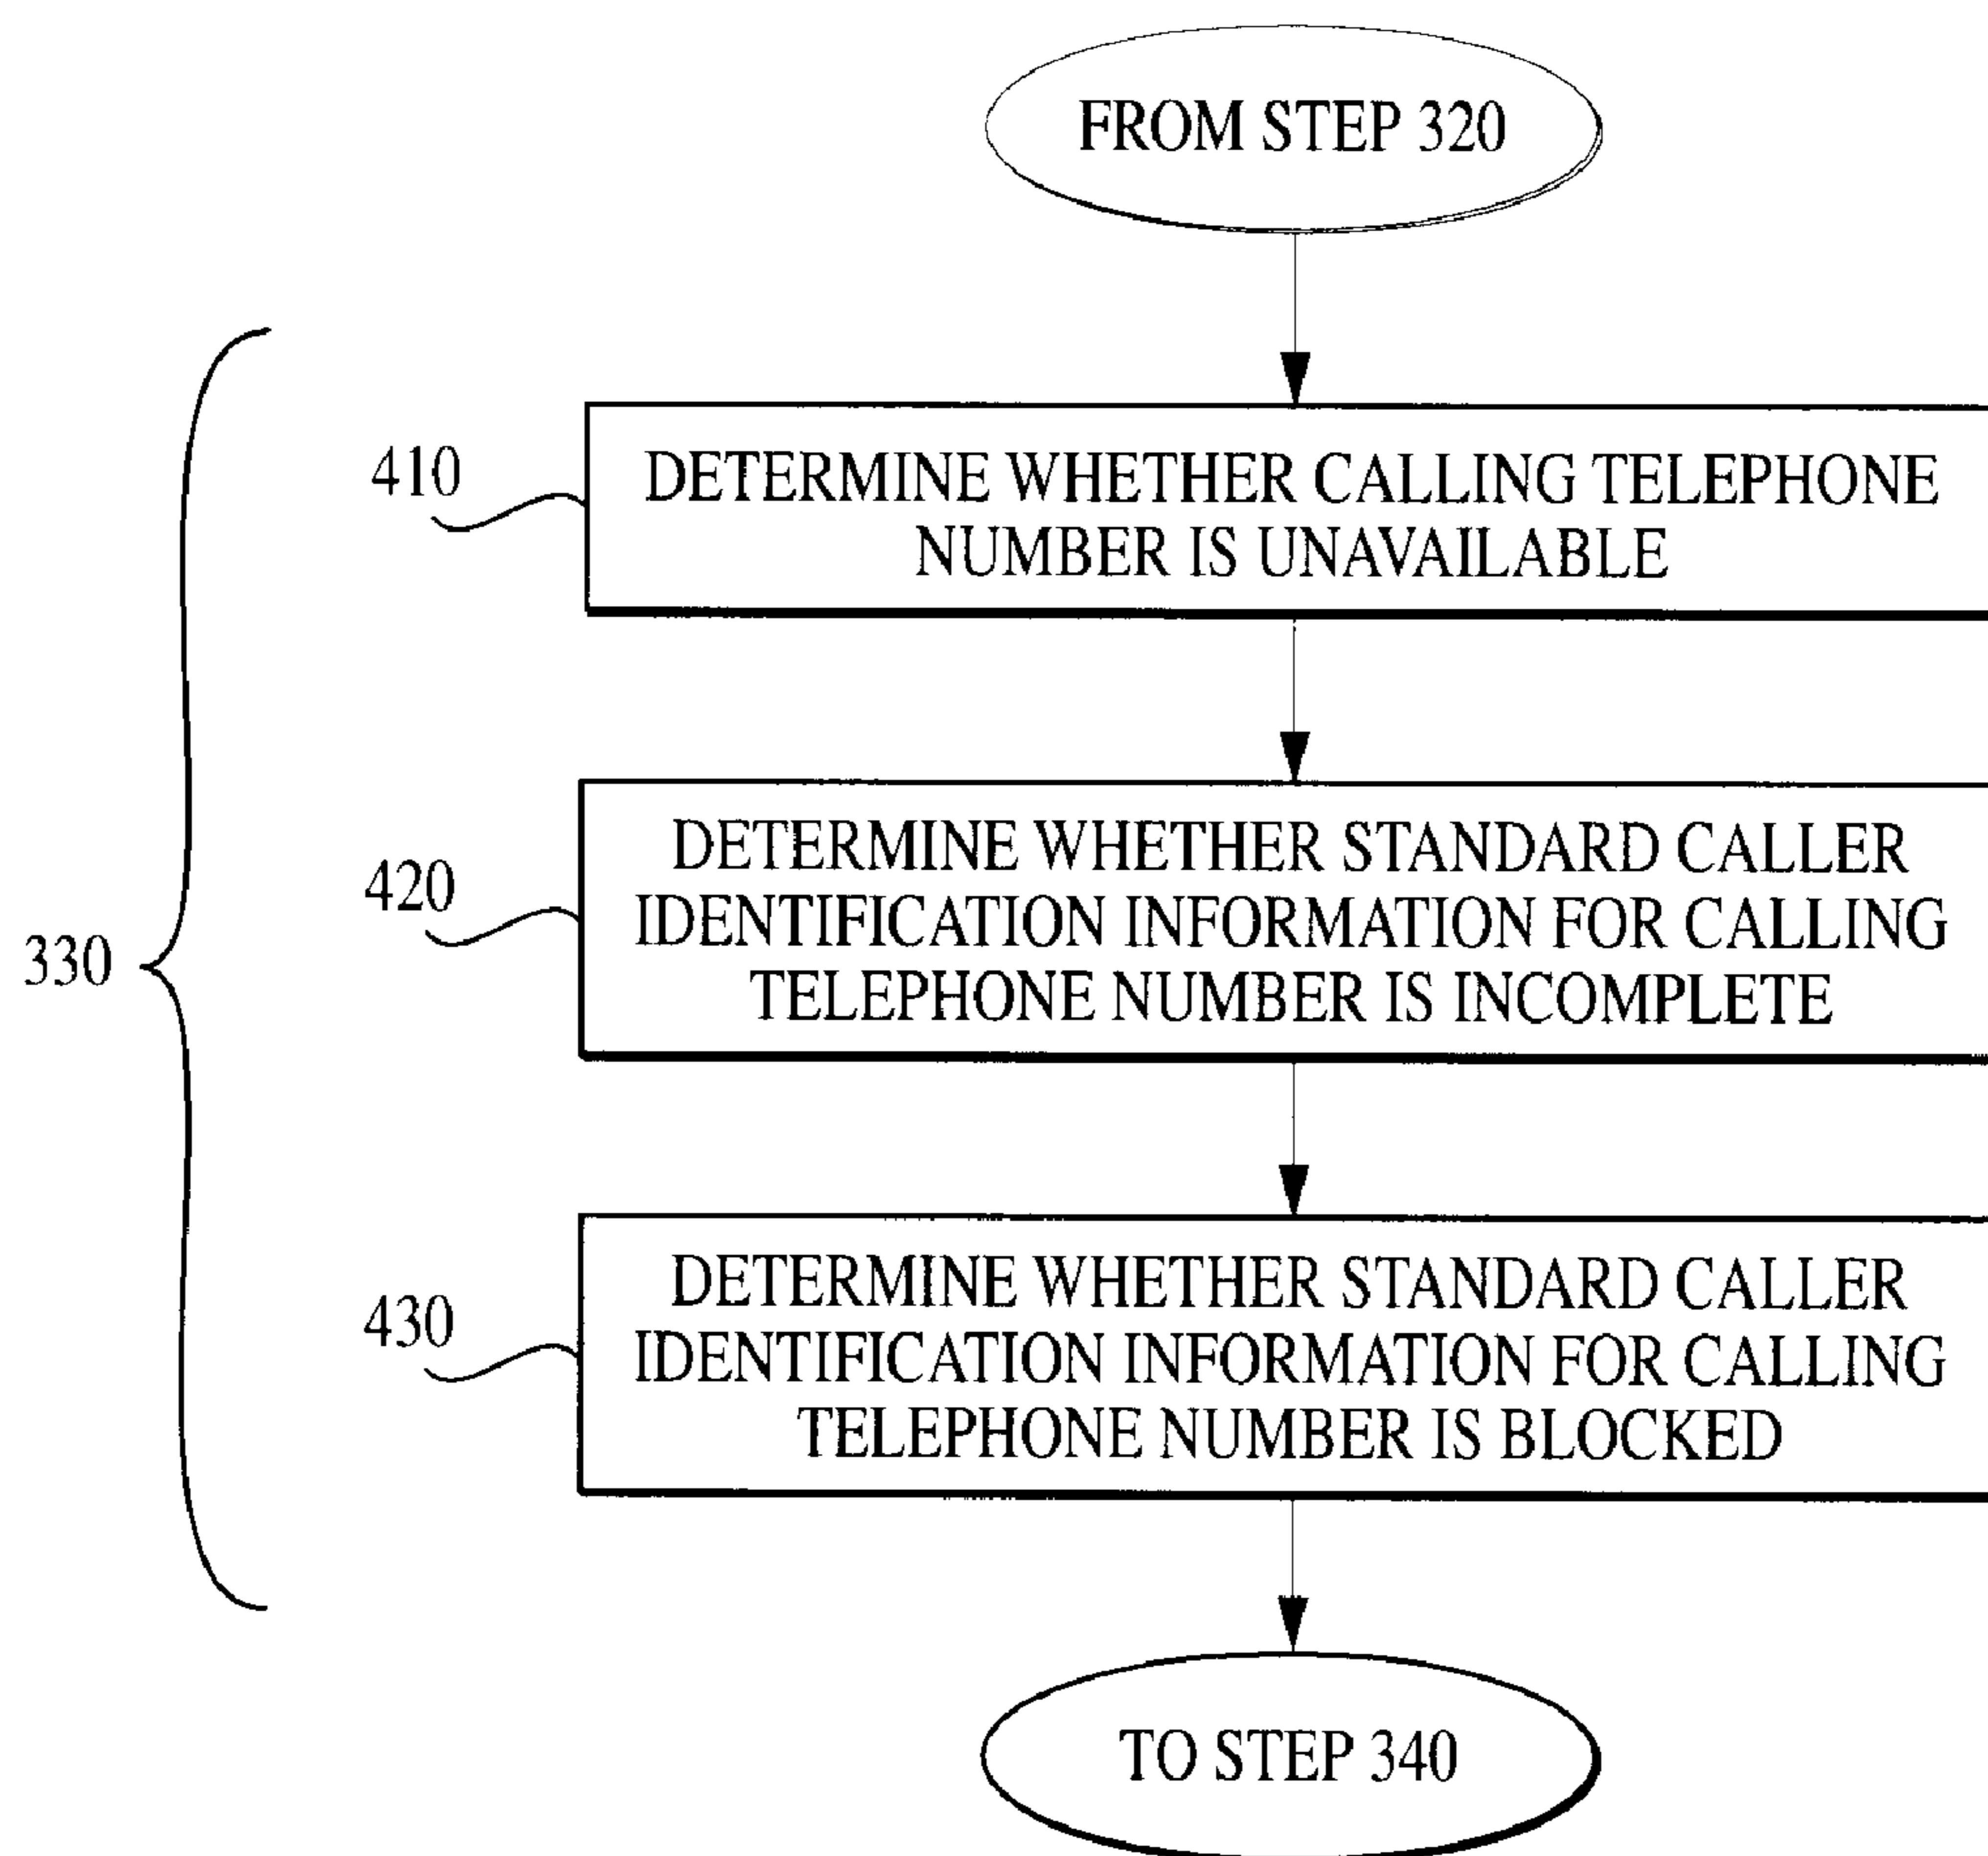 FROM STEP 320
410
DETERMINE WHETHER CALLING TELEPHONE
NUMBER IS UNAVAILABLE
420
DETERMINE WHETHER STANDARD CALLER
IDENTIFICATION INFORMATION FOR CALLING
TELEPHONE NUMBER IS INCOMPLETE
330
430
DETERMINE WHETHER STANDARD CALLER
IDENTIFICATION INFORMATION FOR CALLING
TELEPHONE NUMBER IS BLOCKED
TO STEP 340